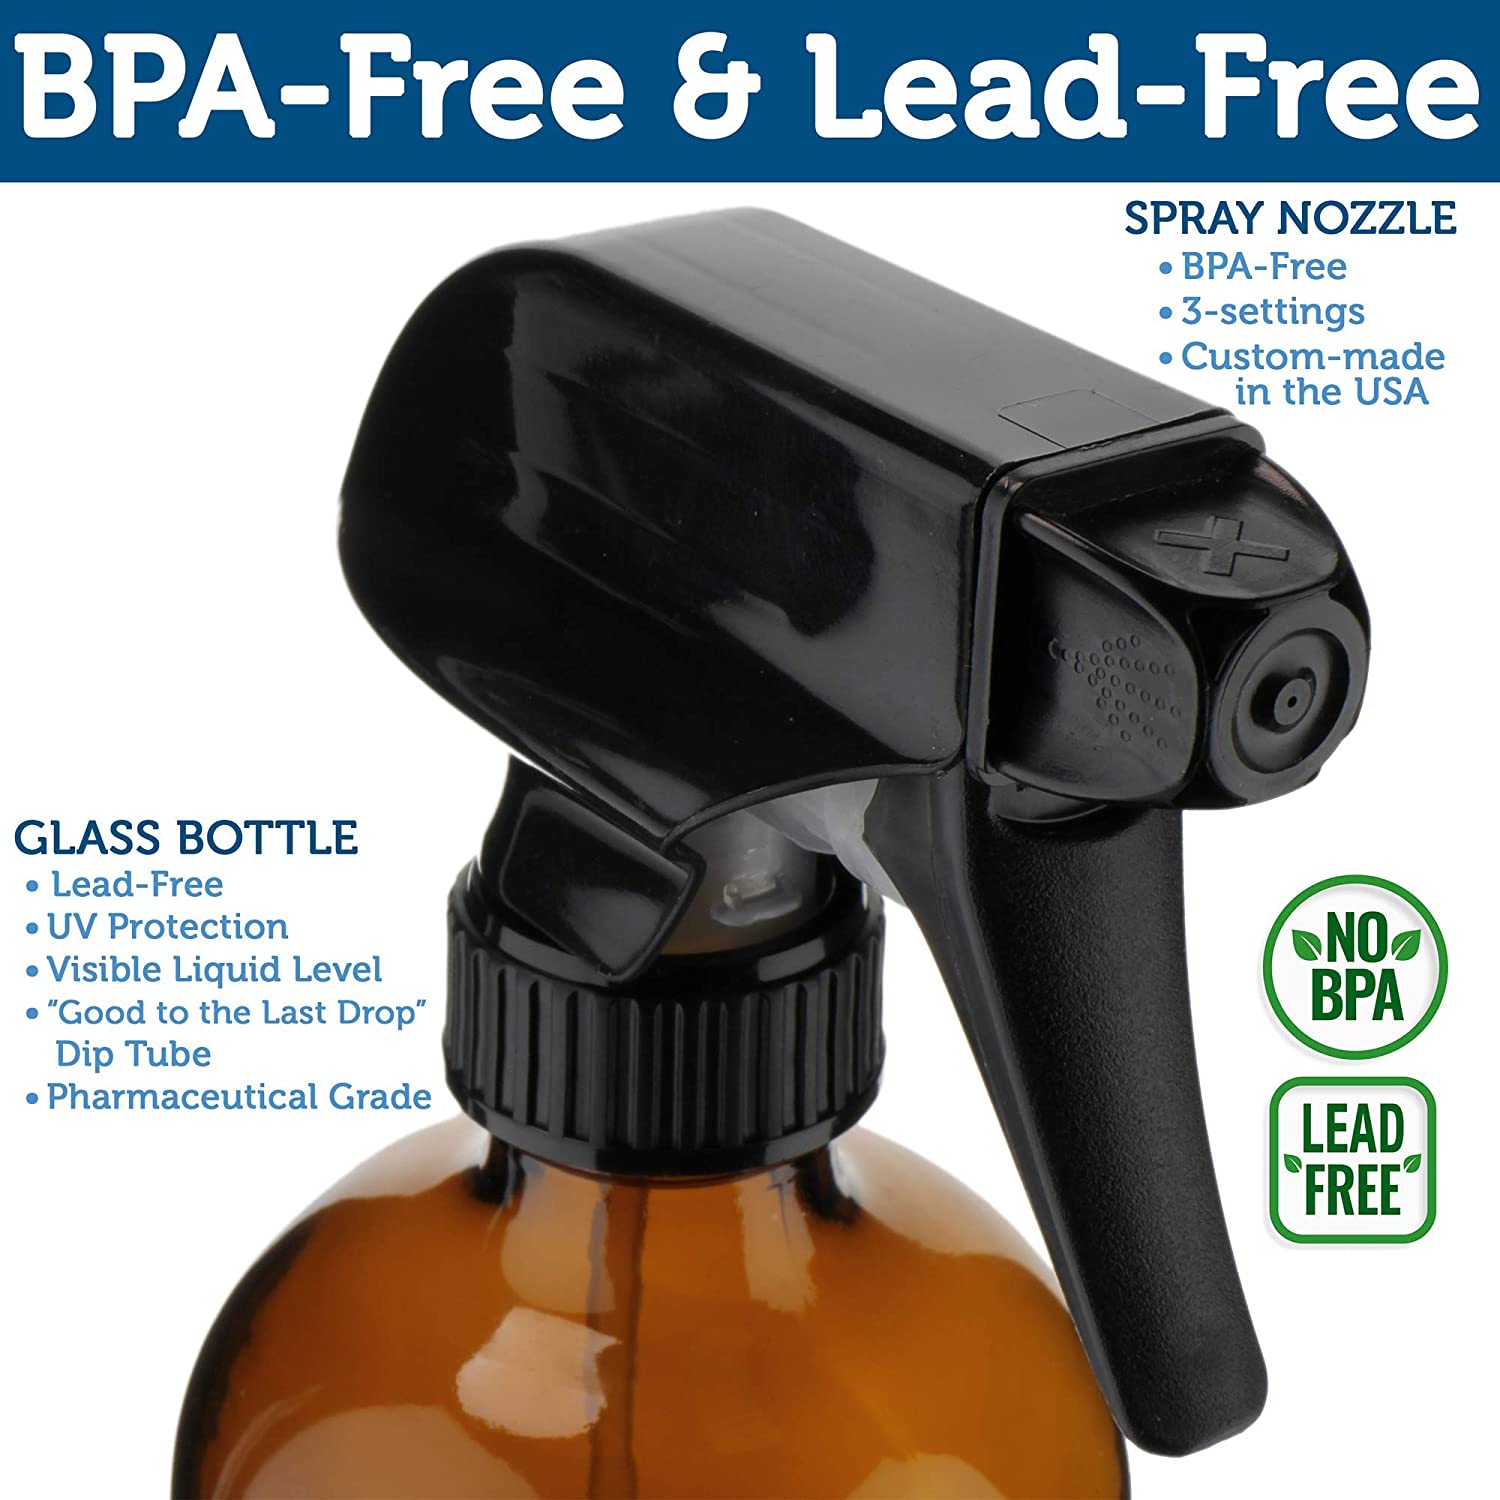 BPA-Free & Lead-Free
SPRAY NOZZLE
• BPA-Free
• 3-settings
• Custom-made
in the USA
GLASS BOTTLE
• Lead-Free
• UV Protection
• Visible Liquid Level
• “Good to the Last Drop”
Dip Tube
• Pharmaceutical Grade
NO
BPA
LEAD
FREE